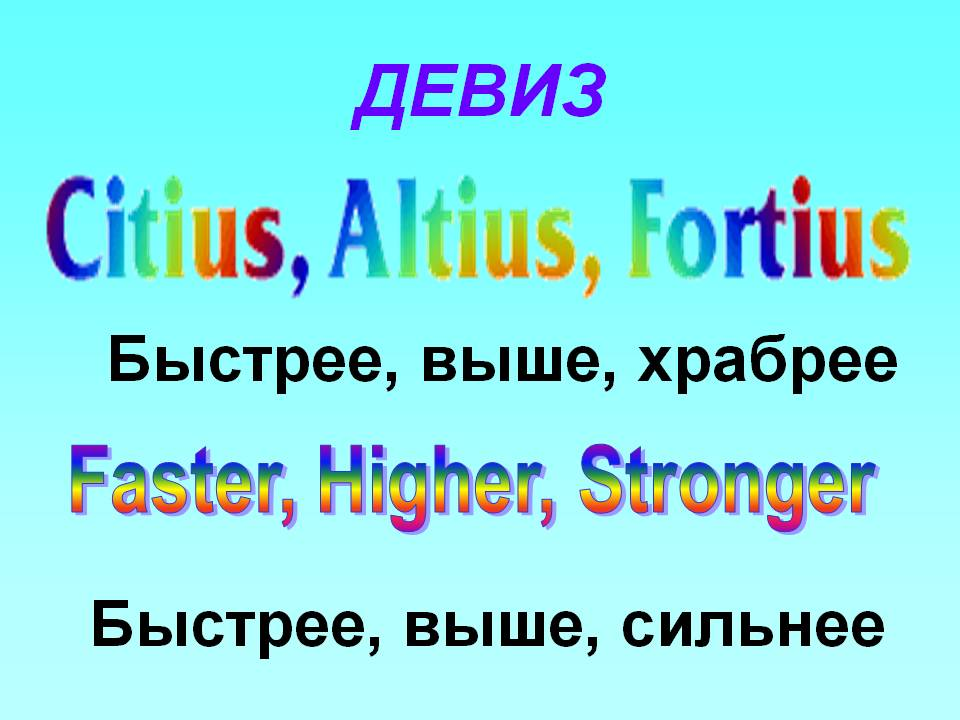 ДЕВИЗ
Citius, Altius, Fortius
Быстрее, выше, храбрее
Faster, Higher, Stronger
Быстрее, выше, сильнее